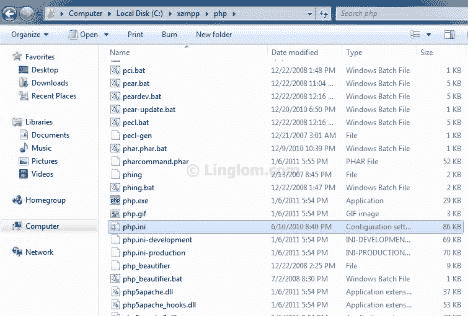 Computer ▸ Local Disk (C:) ▸ xampp ▸ php ▸
Search php
Organize Open Print Burn New folder
Name Date modified Type Size
Favorites
Desktop
Downloads
Recent Places
Libraries
Documents
Music
Pictures
Videos
Homegroup
Computer
Network
pci.bat 12/22/2008 1:48 PM Windows Batch File 1 KB
pear.bat 12/22/2008 11:04 ... Windows Batch File 5 KB
peardev.bat 12/22/2008 12:16 ... Windows Batch File 5 KB
pear-update.bat 12/20/2010 6:50 PM Windows Batch File 1 KB
pecl.bat 12/22/2008 12:16 ... Windows Batch File 5 KB
pecl-gen 12/21/2007 3:01 AM File 1 KB
phar.phar.bat 12/9/2010 10:39 PM Windows Batch File 1 KB
pharcommand.phar 1/6/2011 5:55 PM PHAR File 52 KB
phing 2/13/2007 8:45 PM File 2 KB
phing.bat 12/22/2008 1:47 PM Windows Batch File 2 KB
php.exe 1/6/2011 5:54 PM Application 29 KB
php.gif 1/6/2011 5:54 PM GIF image 3 KB
php.ini 6/10/2010 8:40 PM Configuration sett... 86 KB
php.ini-development 1/6/2011 5:54 PM INI-DEVELOPMEN... 69 KB
php.ini-production 1/6/2011 5:54 PM INI-PRODUCTION ... 70 KB
php_beautifier 12/22/2008 2:25 PM File 9 KB
php_beautifier.bat 7/2/2008 8:30 PM Windows Batch File 1 KB
php5apache.dll 1/6/2011 5:54 PM Application extens... 37 KB
php5apache_hooks.dll 1/6/2011 5:54 PM Application extens...
© Linglom.com